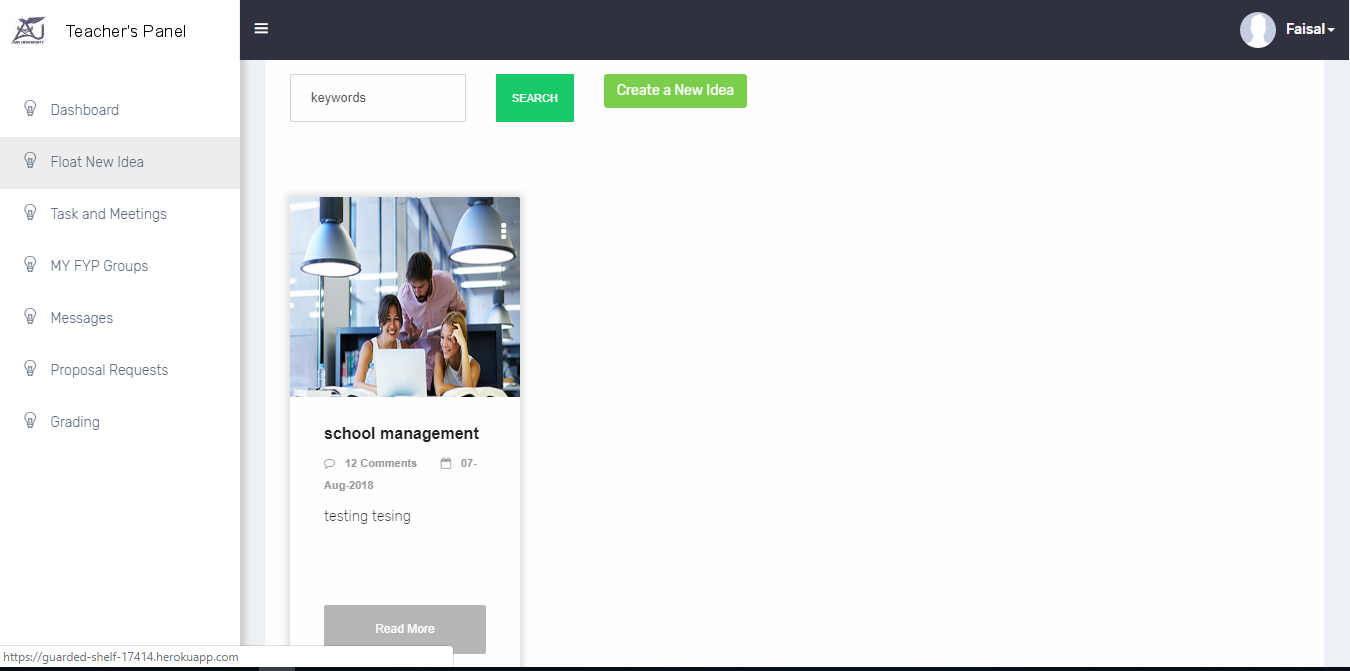 Teacher's Panel
Faisal
Dashboard
Float New Idea
Task and Meetings
MY FYP Groups
Messages
Proposal Requests
Grading
keywords
SEARCH
Create a New Idea
school management
12 Comments 07-
Aug-2018
testing tesing
Read More
https://guarded-shelf-17414.herokuapp.com